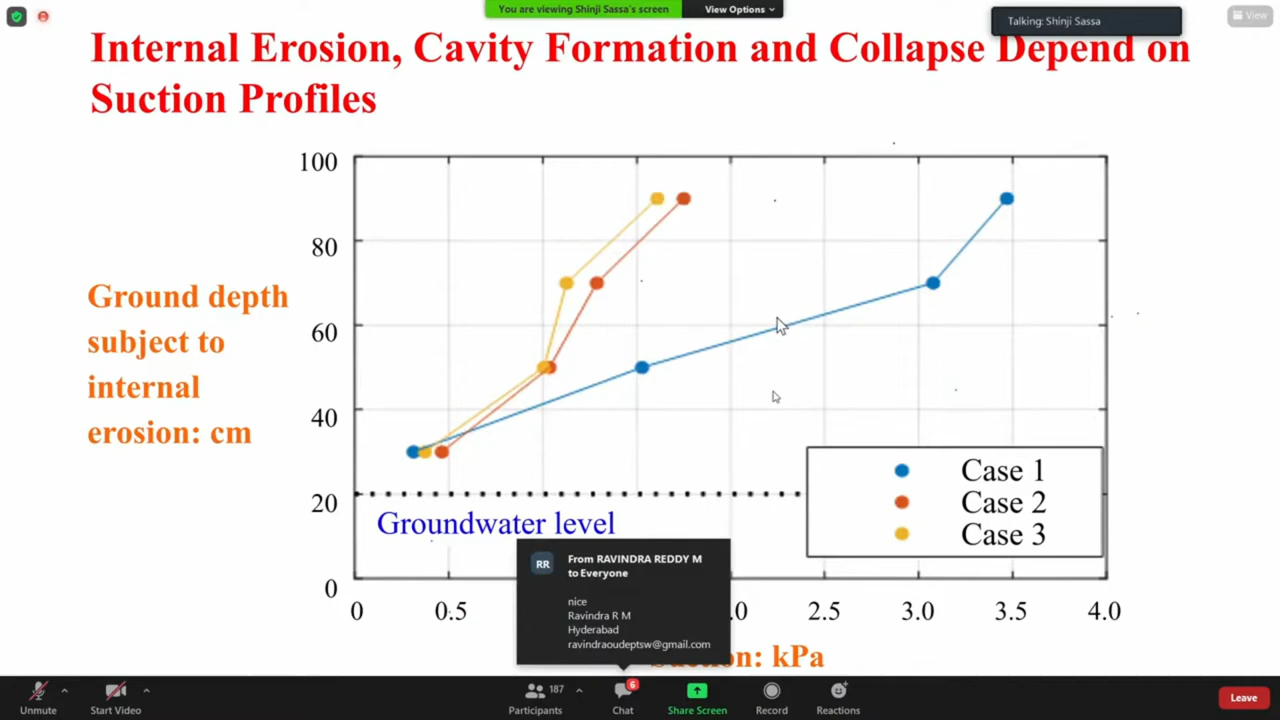 You are viewing Shinji Sassa's screen
View Options
Talking: Shinji Sassa
View
Internal Erosion, Cavity Formation and Collapse Depend on
Suction Profiles
100
80
60
40
20
0
Ground depth
subject to
internal
erosion: cm
Case 1
Case 2
Case 3
Groundwater level
0 0.5 .0 2.5 3.0 3.5 4.0
Suction: kPa
RR
From RAVINDRA REDDY M
to Everyone
nice
Ravindra R M
Hyderabad
ravindraoudeptsw@gmail.com
Unmute
Start Video
187
Participants
6
Chat
Share Screen
Record
Reactions
Leave